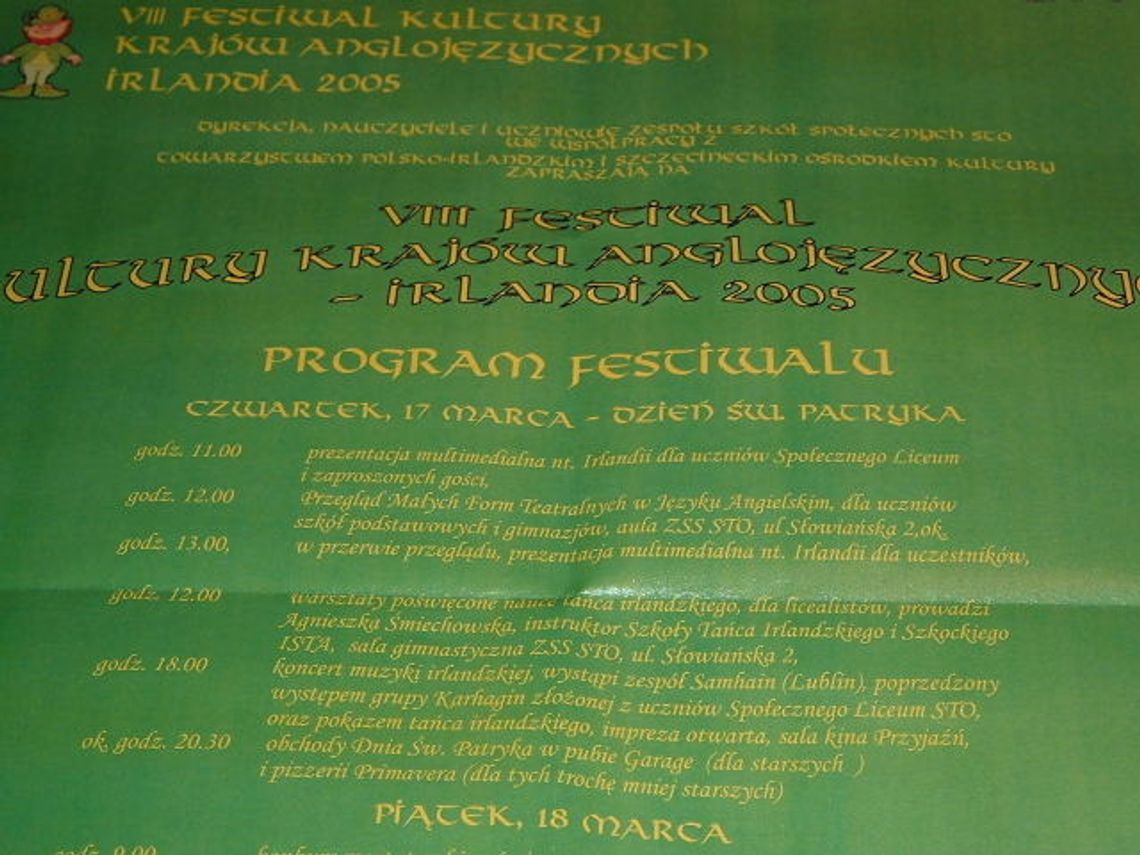 VIII FESTIWAL KULTURY
KRAJÓW ANGLOJĘZYCZNYCH
IRLANDIA 2005
DYREKCJA, NAUCZYCIELE I UCZNIOWIE ZESPOŁU SZKÓŁ SPOŁECZNYCH STO
WE WSPÓŁPRACY Z
TOWARZYSTWEM POLSKO-IRLANDZKIM I SZCZECINECKIM OŚRODKIEM KULTURY
ZAPRASZAJĄ NA
VIII FESTIWAL
ULTURY KRAJÓW ANGLOJĘZYCZNYC
- IRLANDIA 2005
PROGRAM FESTIWALU
CZWARTEK, 17 MARCA - DZIEŃ ŚW. PATRYKA
godz. 11.00 prezentacja multimedialna nt. Irlandii dla uczniów Społecznego Liceum
i zaproszonych gości,
godz. 12.00 Przegląd Małych Form Teatralnych w Języku Angielskim, dla uczniów
szkół podstawowych i gimnazjów, aula ZSS STO, ul Słowiańska 2,ok.
godz. 13.00, w przerwie przeglądu, prezentacja multimedialna nt. Irlandii dla uczestników,
godz. 12.00 warsztaty poświęcone nauce tańca irlandzkiego, dla licealistów, prowadzi
Agnieszka Śmiechowska, instruktor Szkoły Tańca Irlandzkiego i Szkockiego
ISTA, sala gimnastyczna ZSS STO, ul. Słowiańska 2,
godz. 18.00 koncert muzyki irlandzkiej, wystąpi zespół Samhain (Lublin), poprzedzony
występem grupy Karhagin złożonej z uczniów Społecznego Liceum STO,
oraz pokazem tańca irlandzkiego, impreza otwarta, sala kina Przyjaźń,
ok, godz. 20.30 obchody Dnia Św. Patryka w pubie Garage (dla starszych )
i pizzerii Primavera (dla tych trochę mniej starszych)
PIĄTEK, 18 MARCA
godz. 9.00